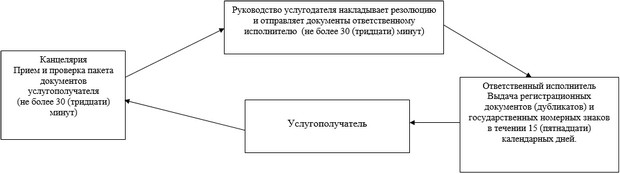 Руководство услугодателя накладывает резолюцию
и отправляет документы ответственному
исполнителю (не более 30 (тридцати) минут)
Канцелярия
Прием и проверка пакета
документов
услугополучателя
(не более 30 (тридцати)
минут)
Ответственный исполнитель
Выдача регистрационных
документов (дубликатов) и
государственных номерных знаков
в течении 15 (пятнадцати)
календарных дней.
Услугополучатель